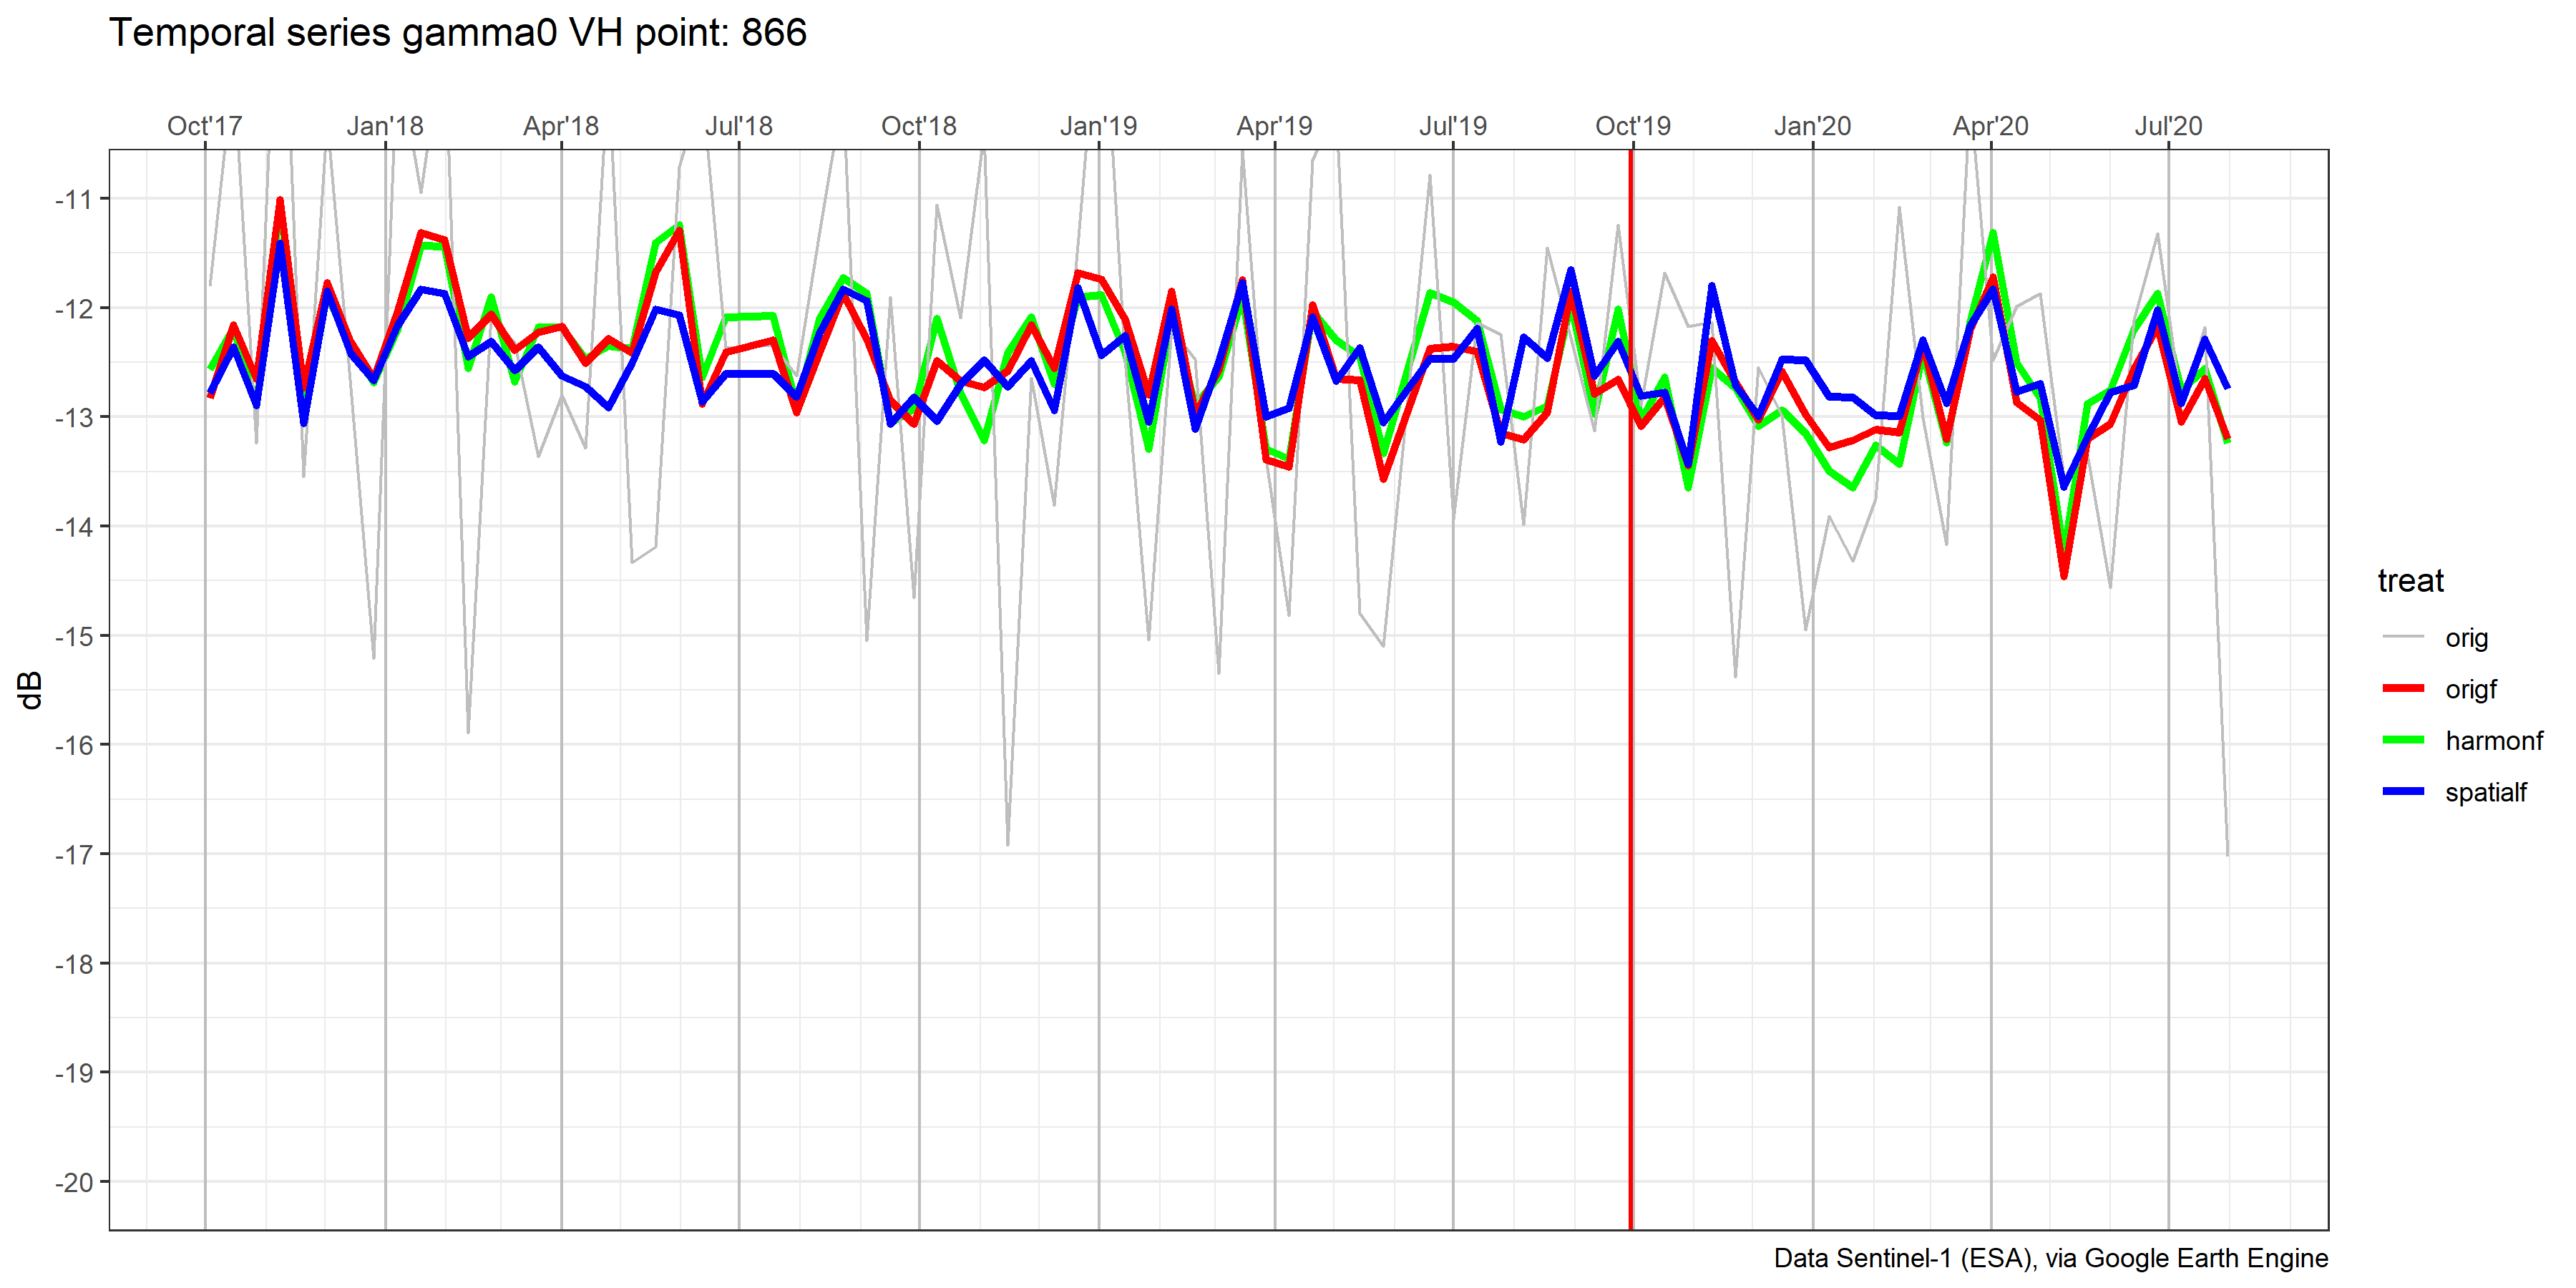 Temporal series gamma0 VH point: 866
Oct'17 Jan'18 Apr'18 Jul'18 Oct'18 Jan'19 Apr'19 Jul'19 Oct'19 Jan'20 Apr'20 Jul'20
-11
-12
-13
-14
-15
-16
-17
-18
-19
-20
dB
treat
orig
origf
harmonf
spatialf
Data Sentinel-1 (ESA), via Google Earth Engine